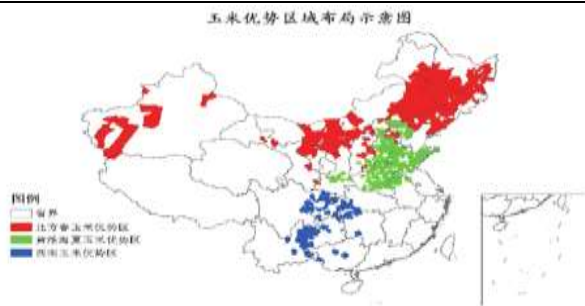 玉米优势区域布局示意图
图例
省界
北方春玉米优势区
黄淮海夏玉米优势区
西南玉米优势区